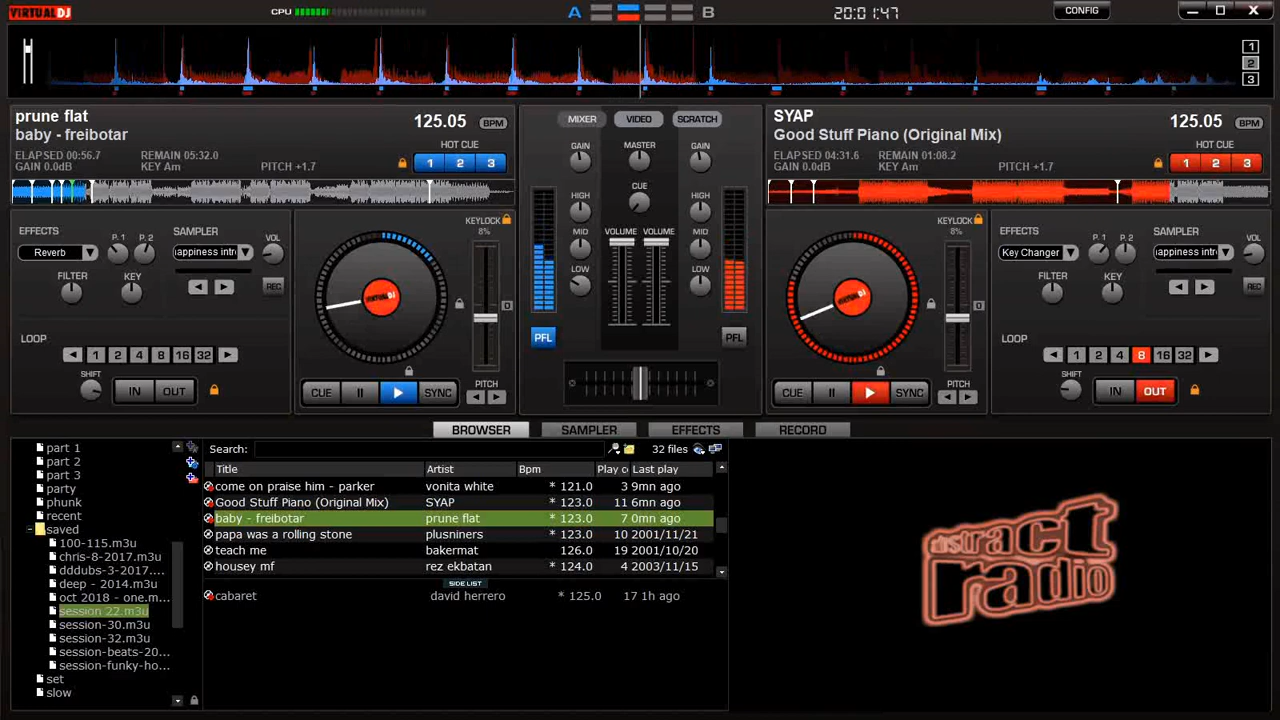 VIRTUAL DJ
CPU
A B
20:01:47
CONFIG
1
2
3
prune flat
baby - freibotar
125.05 BPM
ELAPSED 00:56.7 REMAIN 05:32.0
GAIN 0.0dB KEY Am PITCH +1.7
HOT CUE
1 2 3
MIXER VIDEO SCRATCH
GAIN MASTER GAIN
HIGH CUE HIGH
MID VOLUME VOLUME MID
LOW LOW
PFL PFL
SYAP
Good Stuff Piano (Original Mix)
125.05 BPM
ELAPSED 04:31.6 REMAIN 01:08.2
GAIN 0.0dB KEY Am PITCH +1.7
HOT CUE
1 2 3
EFFECTS P.1 P.2 SAMPLER VOL
Reverb appiness intro
FILTER KEY REC
LOOP
1 2 4 8 16 32
SHIFT IN OUT
KEYLOCK
8%
VIRTUAL DJ
CUE SYNC PITCH
KEYLOCK
8%
VIRTUAL DJ
CUE SYNC PITCH
EFFECTS P.1 P.2 SAMPLER VOL
Key Changer appiness intro
FILTER KEY REC
LOOP
1 2 4 8 16 32
SHIFT IN OUT
BROWSER SAMPLER EFFECTS RECORD
part 1
part 2
part 3
party
phunk
recent
saved
100-115.m3u
chris-8-2017.m3u
dddubs-3-2017....
deep - 2014.m3u
oct 2018 - one.m...
session 22.m3u
session-30.m3u
session-32.m3u
session-beats-20...
session-funky-ho...
set
slow
Search: 32 files
Title Artist Bpm Play c Last play
come on praise him - parker vonita white * 121.0 3 9mn ago
Good Stuff Piano (Original Mix) SYAP * 123.0 11 6mn ago
baby - freibotar prune flat * 123.0 7 0mn ago
papa was a rolling stone plusniners * 123.0 10 2001/11/21
teach me bakermat 126.0 19 2001/10/20
housey mf rez ekbatan * 124.0 4 2003/11/15
SIDE LIST
cabaret david herrero * 125.0 17 1h ago
abstract
radio